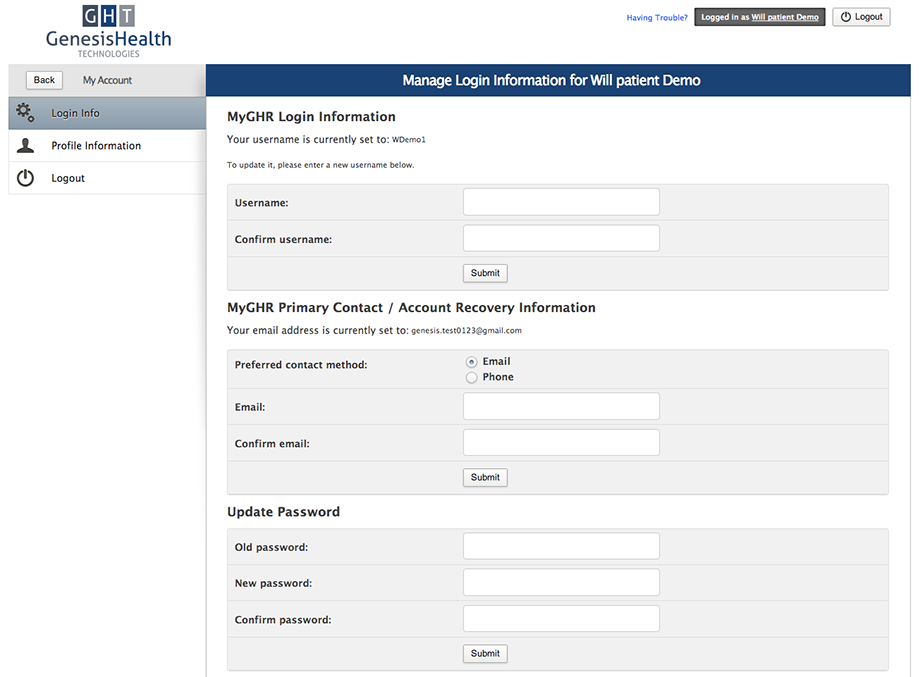 GHT
GenesisHealth
TECHNOLOGIES
Having Trouble?
Logged in as Will patient Demo
Logout
Back
My Account
Login Info
Profile Information
Logout
Manage Login Information for Will patient Demo
MyGHR Login Information
Your username is currently set to: WDemo1
To update it, please enter a new username below.
Username:
Confirm username:
Submit
MyGHR Primary Contact / Account Recovery Information
Your email address is currently set to: genesis.test0123@gmail.com
Preferred contact method:
Email
Phone
Email:
Confirm email:
Submit
Update Password
Old password:
New password:
Confirm password:
Submit